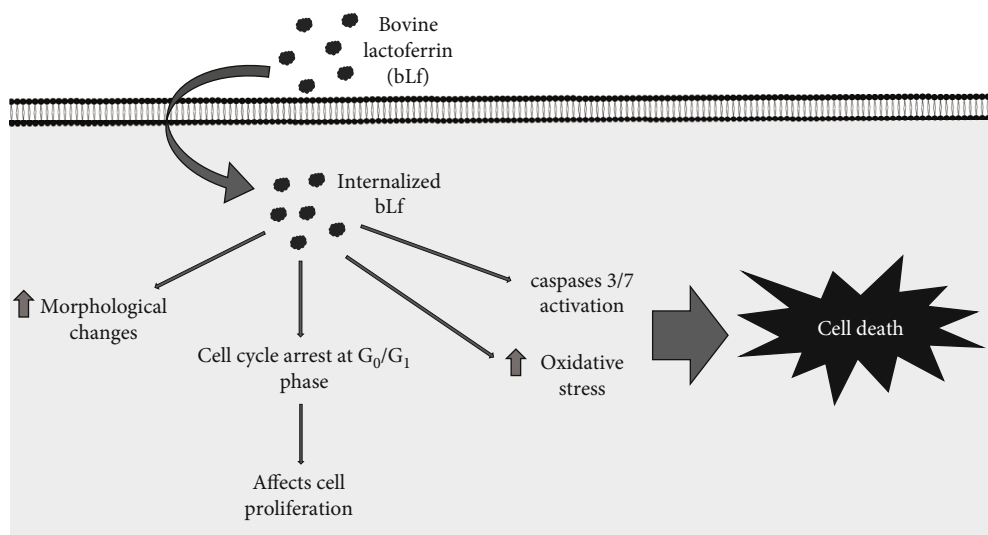 Bovine
lactoferrin
(bLf)
Internalized
bLf
Morphological
changes
Cell cycle arrest at G₀/G₁
phase
Affects cell
proliferation
caspases 3/7
activation
Oxidative
stress
Cell death